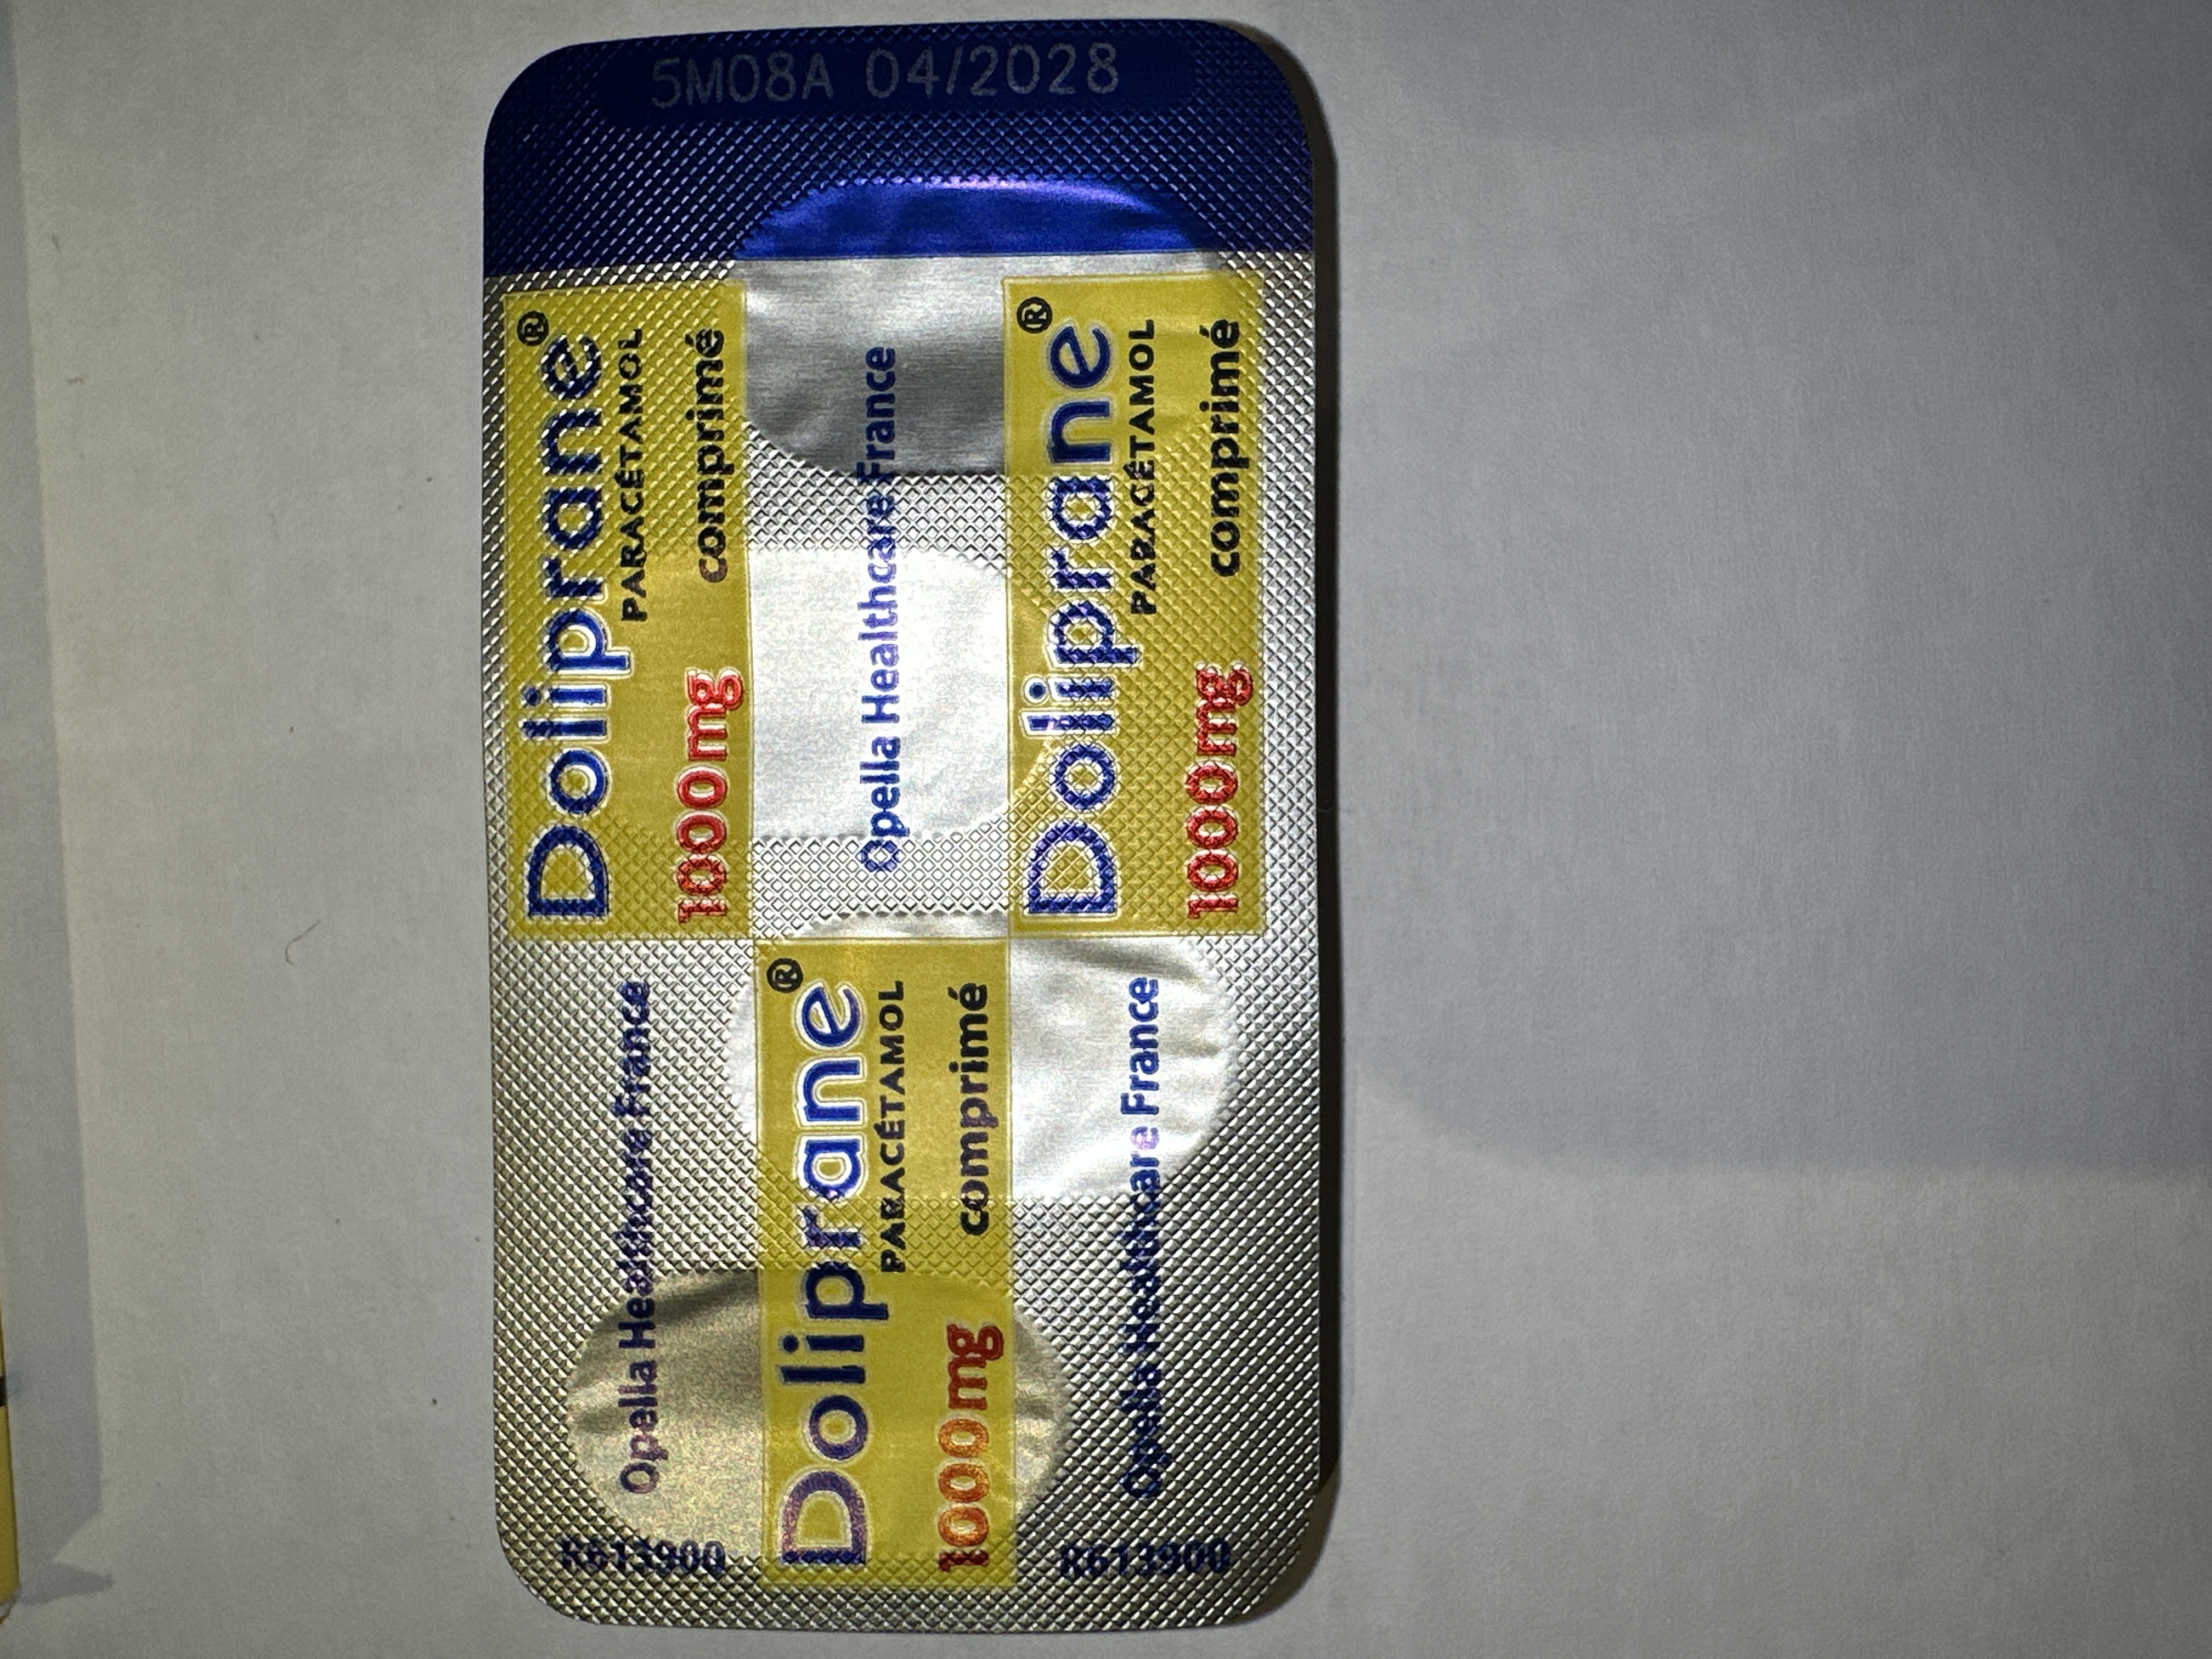 5M08A 04/2028
Doliprane®
PARACÉTAMOL
1000mg comprimé
Opella Healthcare France
Doliprane®
PARACÉTAMOL
1000mg comprimé
Opella Healthcare France
Doliprane®
PARACÉTAMOL
1000mg comprimé
Opella Healthcare France
R613900
R613900